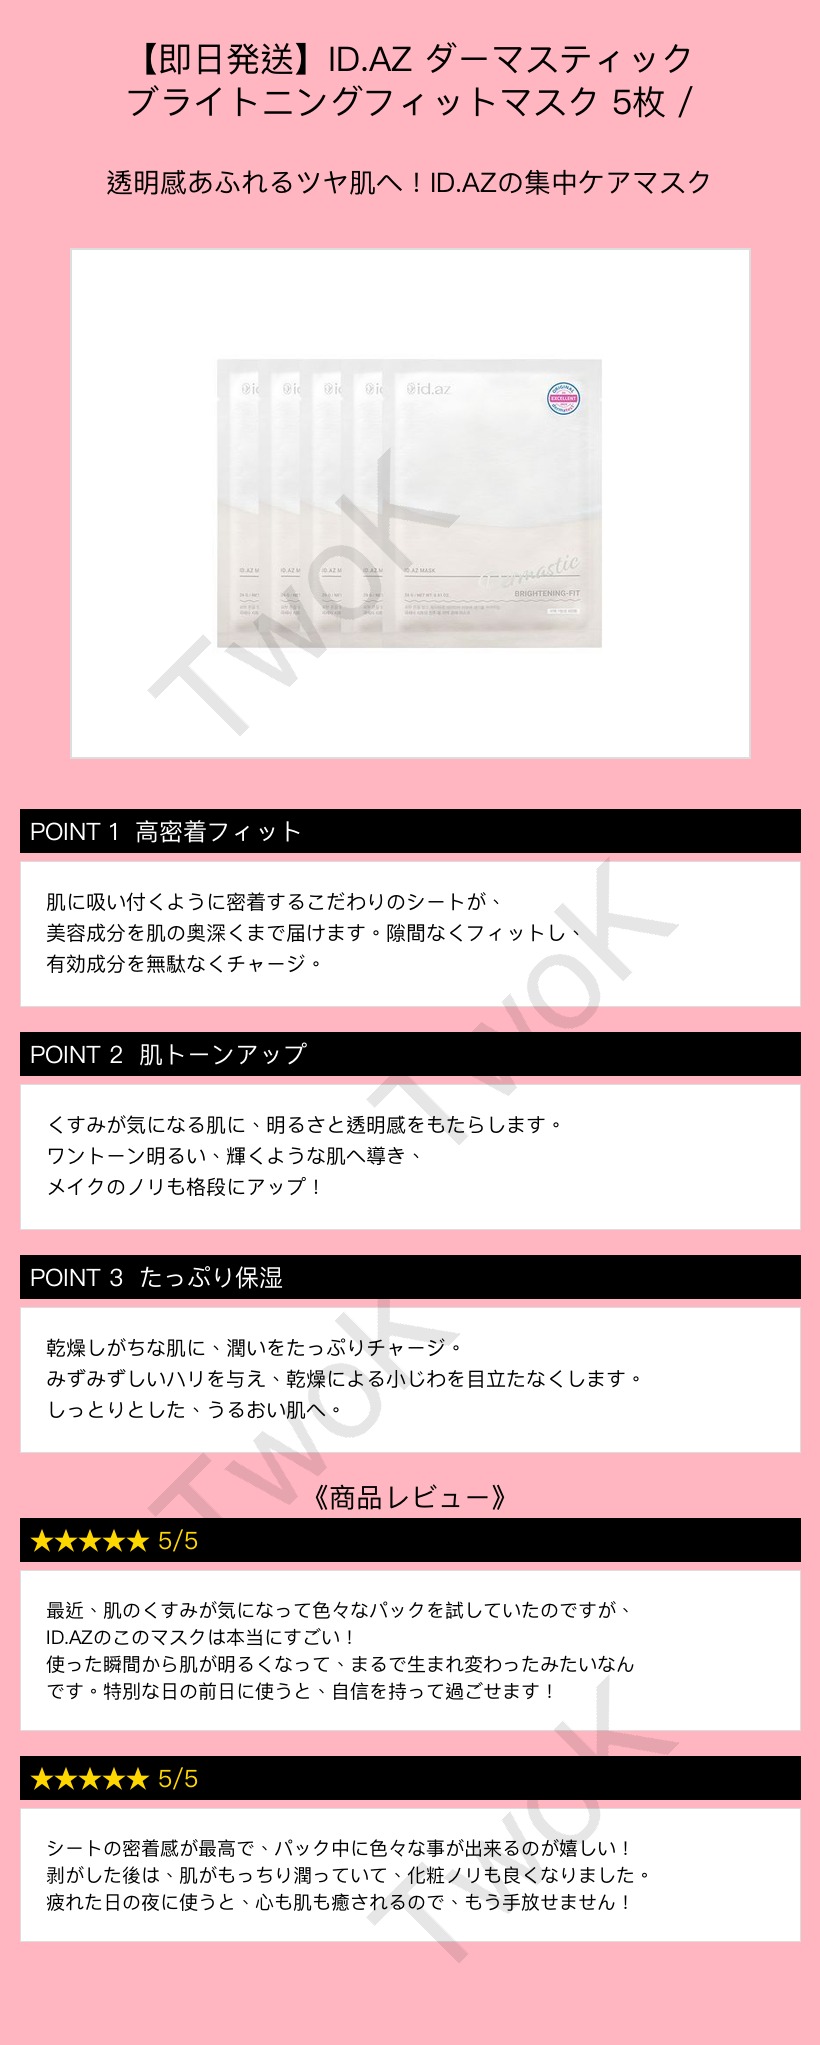 【即日発送】ID.AZ ダーマスティック
ブライトニングフィットマスク 5枚 /
透明感あふれるツヤ肌へ！ID.AZの集中ケアマスク
id.az
ORIGINAL
EXCELLENT
dermatest
ID.AZ MASK
Dermastic
BRIGHTENING-FIT
TwoK
POINT 1 高密着フィット
肌に吸い付くように密着するこだわりのシートが、
美容成分を肌の奥深くまで届けます。隙間なくフィットし、
有効成分を無駄なくチャージ。
TwoK
POINT 2 肌トーンアップ
くすみが気になる肌に、明るさと透明感をもたらします。
ワントーン明るい、輝くような肌へ導き、
メイクのノリも格段にアップ！
POINT 3 たっぷり保湿
乾燥しがちな肌に、潤いをたっぷりチャージ。
みずみずしいハリを与え、乾燥による小じわを目立たなくします。
しっとりとした、うるおい肌へ。
TwoK
《商品レビュー》
★★★★★ 5/5
最近、肌のくすみが気になって色々なパックを試していたのですが、
ID.AZのこのマスクは本当にすごい！
使った瞬間から肌が明るくなって、まるで生まれ変わったみたいなん
です。特別な日の前日に使うと、自信を持って過ごせます！
★★★★★ 5/5
シートの密着感が最高で、パック中に色々な事が出来るのが嬉しい！
剥がした後は、肌がもっちり潤っていて、化粧ノリも良くなりました。
疲れた日の夜に使うと、心も肌も癒されるので、もう手放せません！
TwoK